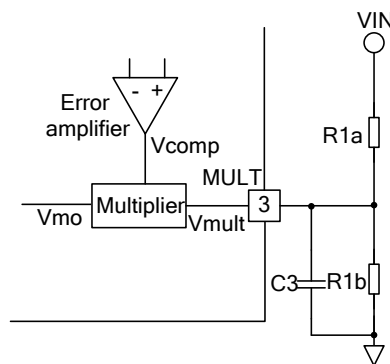 VIN
- +
Error
amplifier
Vcomp
R1a
MULT
Multiplier
3
Vmo
Vmult
C3
R1b